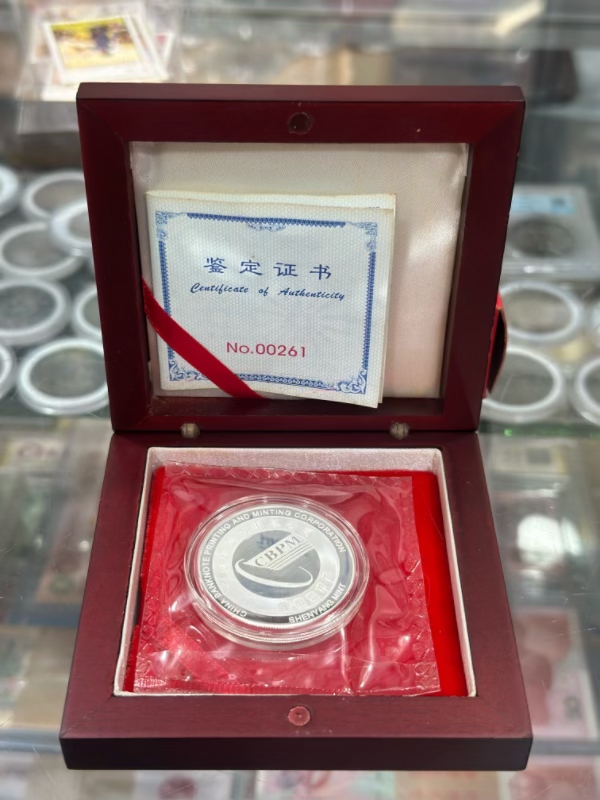 鉴定证书
Certificate of Authenticity
No.00261
CHINA BANKNOTE PRINTING AND MINTING CORPORATION
CBPM
SHENYANG MINT